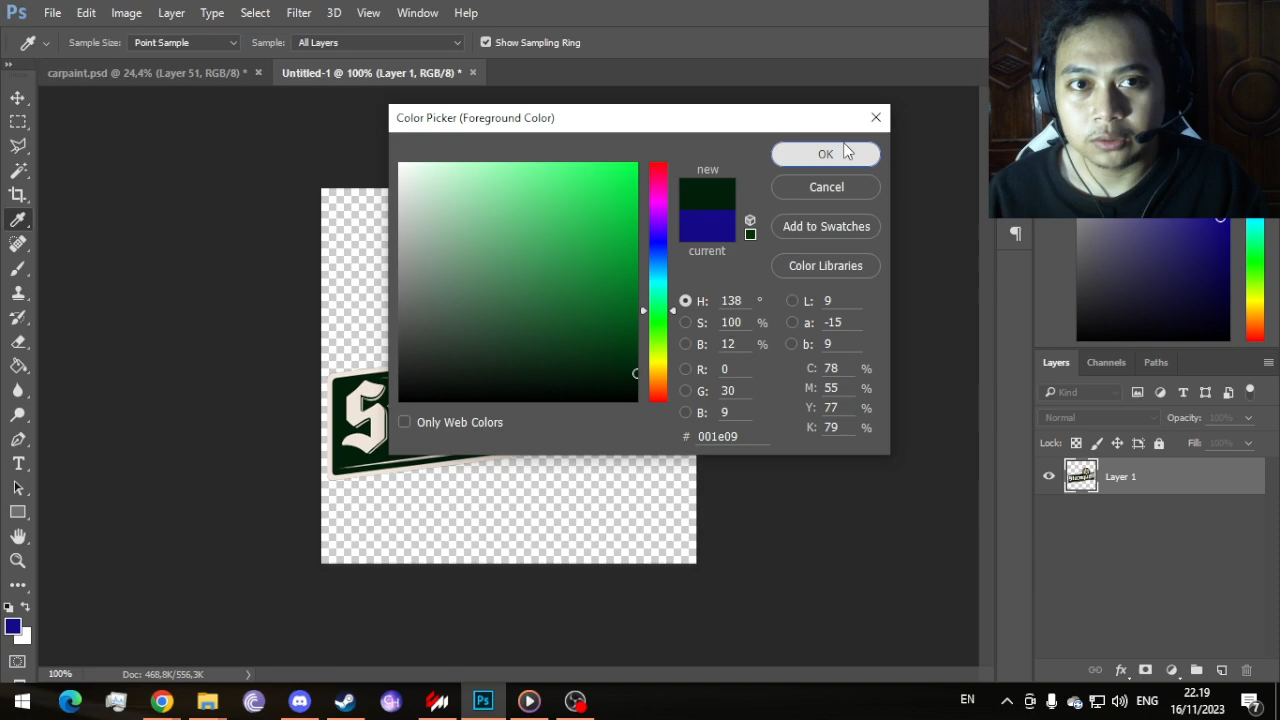 Ps File Edit Image Layer Type Select Filter 3D View Window Help
Sample Size: Point Sample Sample: All Layers Show Sampling Ring
carpaint.psd @ 24,4% (Layer 51, RGB/8) * Untitled-1 @ 100% (Layer 1, RGB/8) *
Color Picker (Foreground Color)
OK
new
Cancel
Add to Swatches
current
Color Libraries
H: 138 ° L: 9
S: 100 % a: -15
B: 12 % b: 9
R: 0 C: 78 %
G: 30 M: 55 %
B: 9 Y: 77 %
# 001e09 K: 79 %
Only Web Colors
S
Layers Channels Paths
Kind
Normal Opacity: 100%
Lock: Fill: 100%
Layer 1
100% Doc: 468,8K/556,3K
Ps EN ENG 22.19
16/11/2023 7